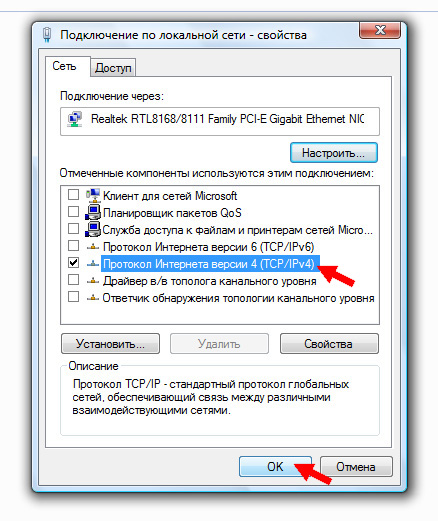 Подключение по локальной сети - свойства
Сеть
Доступ
Подключение через:
Realtek RTL8168/8111 Family PCI-E Gigabit Ethernet NIC
Настроить...
Отмеченные компоненты используются этим подключением:
Клиент для сетей Microsoft
Планировщик пакетов QoS
Служба доступа к файлам и принтерам сетей Micro...
Протокол Интернета версии 6 (TCP/IPv6)
Протокол Интернета версии 4 (TCP/IPv4)
Драйвер в/в тополога канального уровня
Ответчик обнаружения топологии канального уровня
Установить...
Удалить
Свойства
Описание
Протокол TCP/IP - стандартный протокол глобальных
сетей, обеспечивающий связь между различными
взаимодействующими сетями.
OK
Отмена